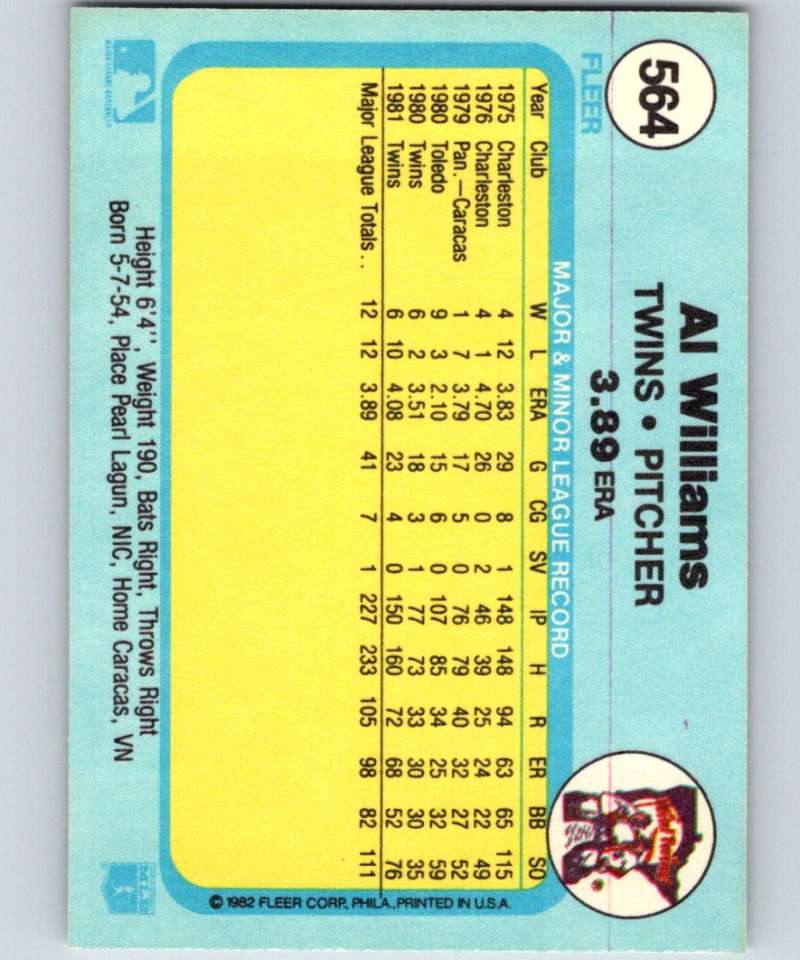 564
FLEER
Al Williams
TWINS • PITCHER
3.89 ERA
MAJOR & MINOR LEAGUE RECORD
Year Club W L ERA G CG SV IP H R ER BB SO
1975 Charleston 4 12 3.83 29 8 1 148 148 94 63 65 115
1976 Charleston 4 1 4.70 26 0 2 46 39 25 24 22 49
1979 Pan.—Caracas 1 7 3.79 17 5 0 76 79 40 32 27 52
1980 Toledo 9 3 2.10 15 6 0 107 85 34 25 32 59
1980 Twins 6 2 3.51 18 3 1 77 73 33 30 30 35
1981 Twins 6 10 4.08 23 4 0 150 160 72 68 52 76
Major League Totals . . 12 12 3.89 41 7 1 227 233 105 98 82 111
© 1982 FLEER CORP., PHILA., PRINTED IN U.S.A.
Height 6'4'', Weight 190, Bats Right, Throws Right
Born 5-7-54, Place Pearl Lagun, NIC, Home Caracas, VN